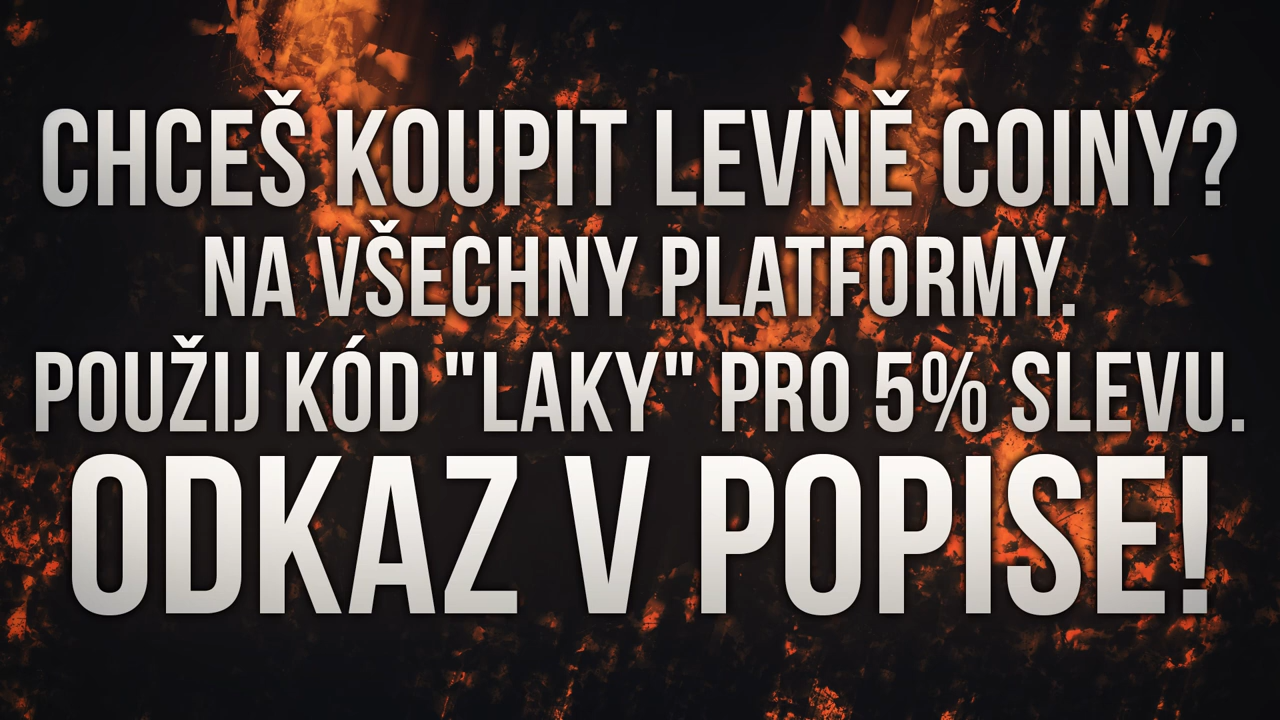 CHCEŠ KOUPIT LEVNĚ COINY?
NA VŠECHNY PLATFORMY.
POUŽIJ KÓD "LAKY" PRO 5% SLEVU.
ODKAZ V POPISE!